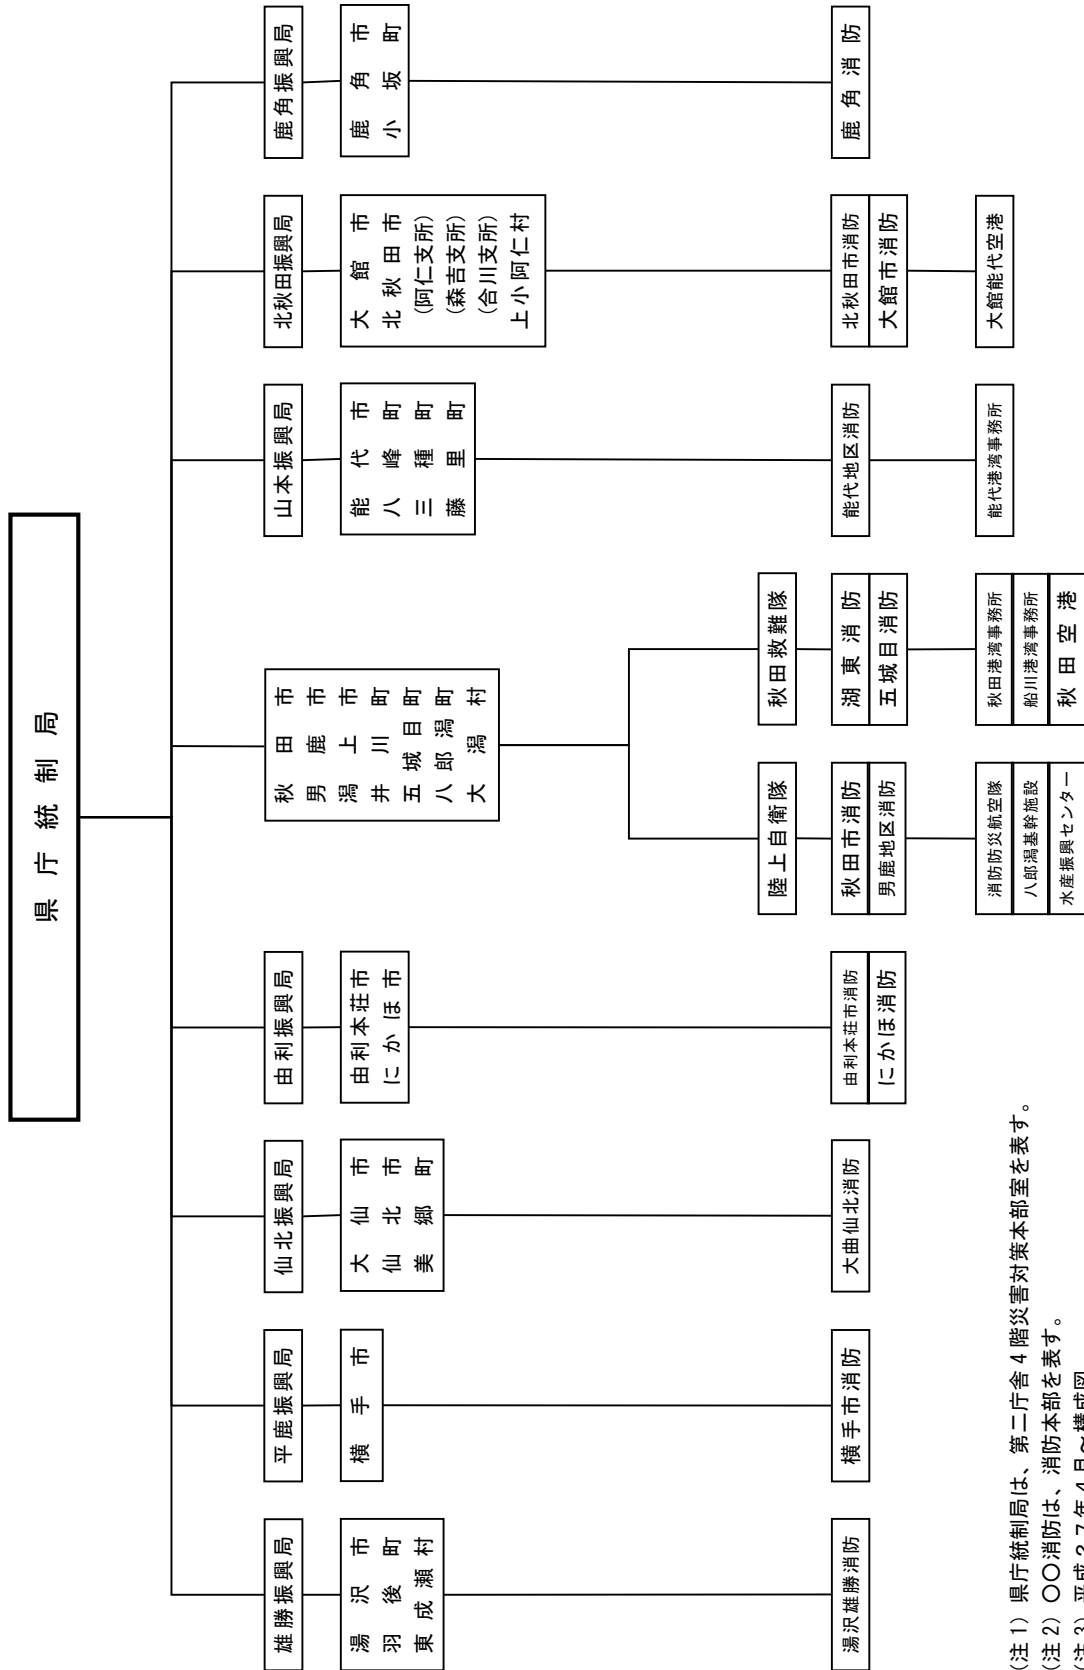 県庁統制局
鹿角振興局
鹿角市
小坂町
鹿角消防
北秋田振興局
大館市
北秋田市
(阿仁支所)
(森吉支所)
(合川支所)
上小阿仁村
北秋田市消防
大館市消防
大館能代空港
山本振興局
能代市
八峰町
三種町
藤里町
能代地区消防
能代港湾事務所
秋田市
男鹿市
潟上市
井川町
五城目町
八郎潟町
大潟村
秋田救難隊
湖東消防
五城目消防
秋田港湾事務所
船川港湾事務所
秋田空港
陸上自衛隊
秋田市消防
男鹿地区消防
消防防災航空隊
八郎潟基幹施設
水産振興センター
由利振興局
由利本荘市
にかほ市
由利本荘市消防
にかほ消防
仙北振興局
大仙市
仙北市
美郷町
大曲仙北消防
平鹿振興局
横手市
横手市消防
雄勝振興局
湯沢市
羽後町
東成瀬村
湯沢雄勝消防
(注1) 県庁統制局は、第二庁舎4階災害対策本部室を表す。
(注2) 〇〇消防は、消防本部を表す。
(注3) 平成27年4月~構成図